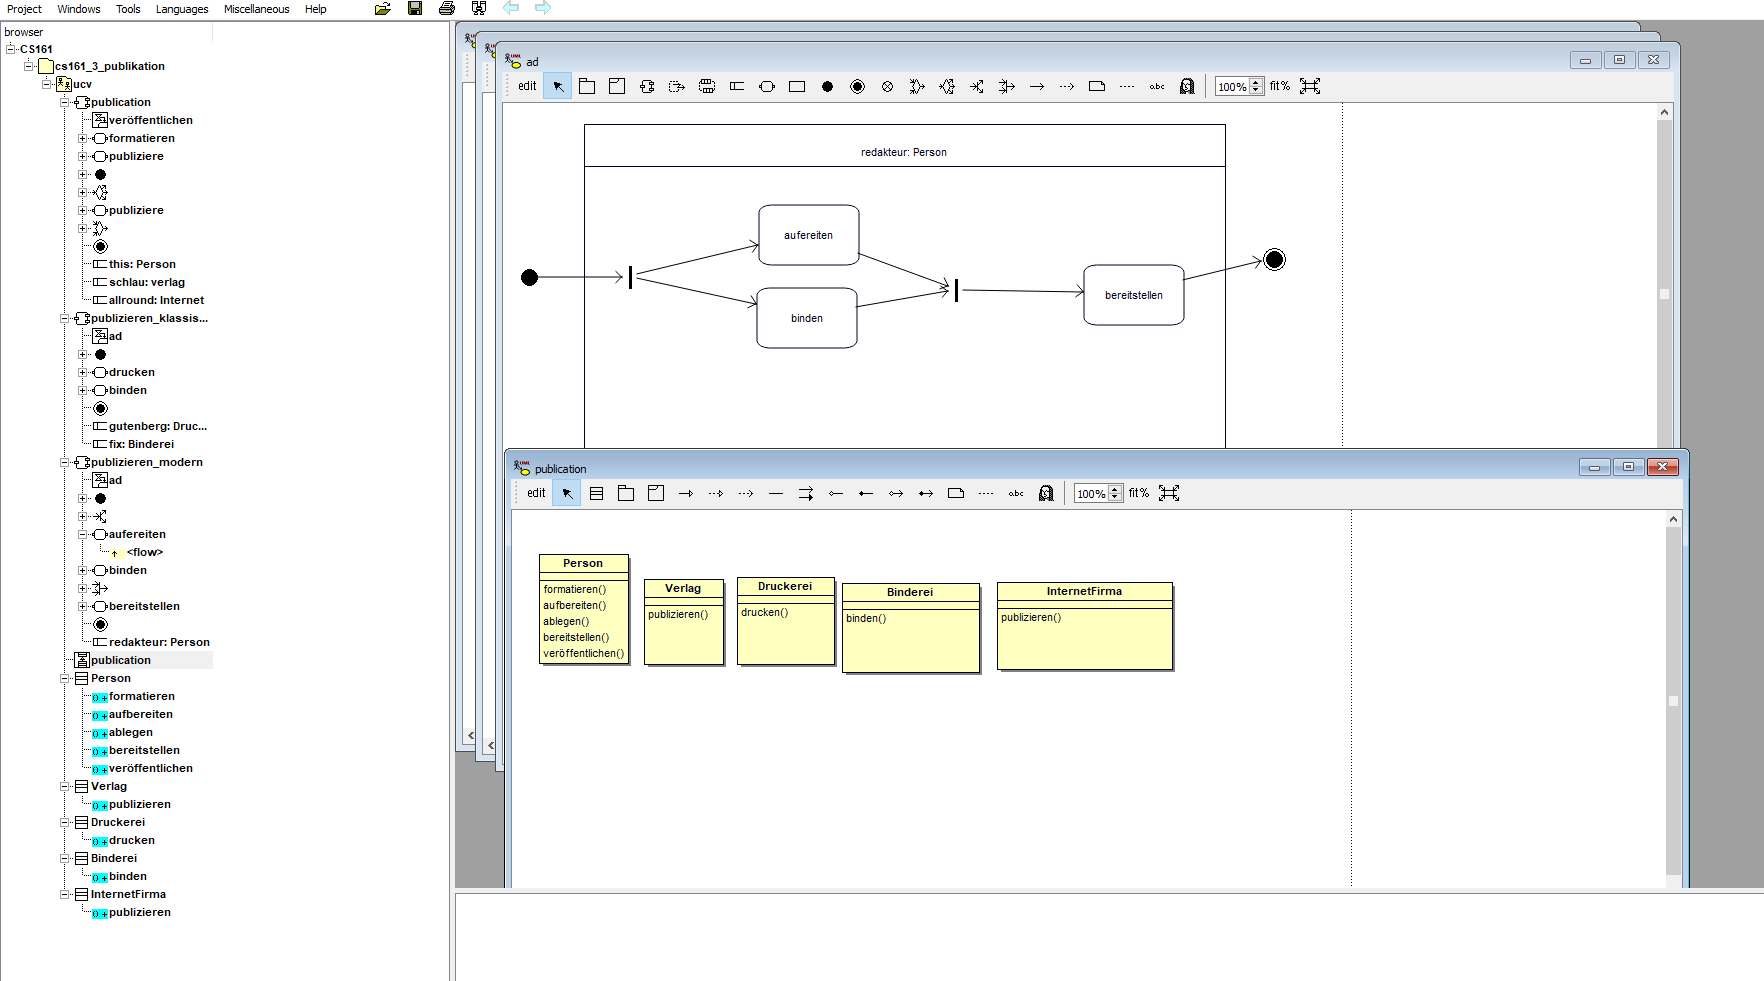 Project Windows Tools Languages Miscellaneous Help
browser
CS161
cs161_3_publikation
ucv
publication
veröffentlichen
formatieren
publiziere
publiziere
this: Person
schlau: verlag
allround: Internet
publizieren_klassis...
ad
drucken
binden
gutenberg: Druc...
fix: Binderei
publizieren_modern
ad
aufereiten
<flow>
binden
bereitstellen
redakteur: Person
publication
Person
formatieren
aufbereiten
ablegen
bereitstellen
veröffentlichen
Verlag
publizieren
Druckerei
drucken
Binderei
binden
InternetFirma
publizieren
ad
edit abc 100% fit%
redakteur: Person
aufereiten
binden
bereitstellen
publication
edit abc 100% fit%
Person
formatieren()
aufbereiten()
ablegen()
bereitstellen()
veröffentlichen()
Verlag
publizieren()
Druckerei
drucken()
Binderei
binden()
InternetFirma
publizieren()